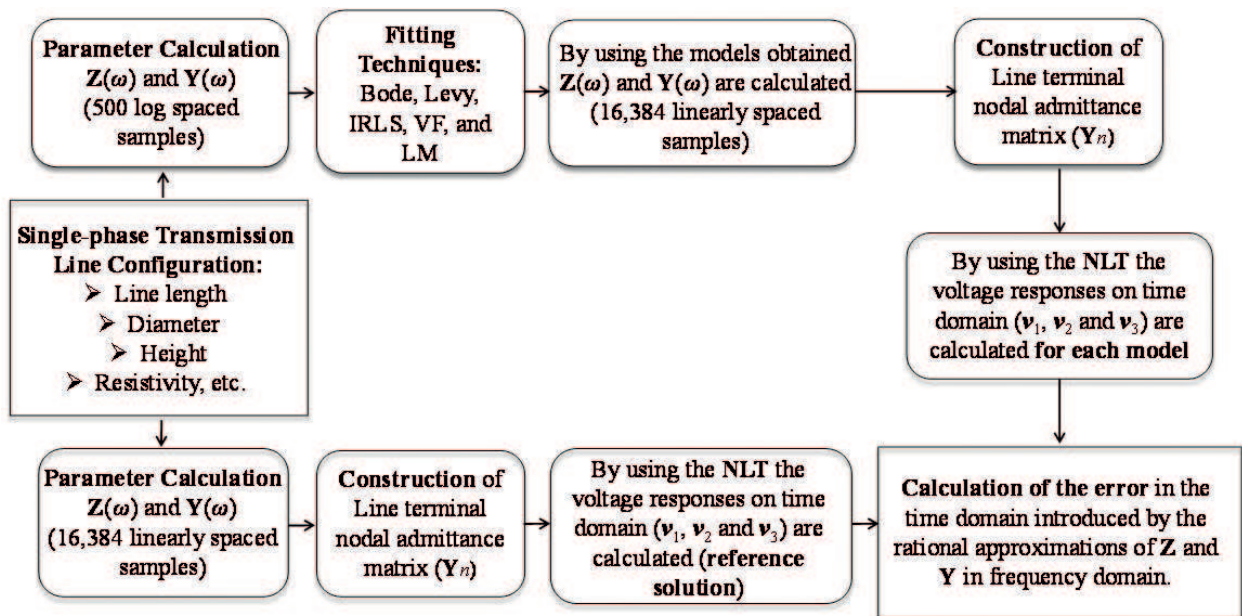 Parameter Calculation
Z(ω) and Y(ω)
(500 log spaced
samples)
Fitting
Techniques:
Bode, Levy,
IRLS, VF, and
LM
By using the models obtained
Z(ω) and Y(ω) are calculated
(16,384 linearly spaced
samples)
Construction of
Line terminal
nodal admittance
matrix (Yn)
Single-phase Transmission
Line Configuration:
➢ Line length
➢ Diameter
➢ Height
➢ Resistivity, etc.
By using the NLT the
voltage responses on time
domain (v1, v2 and v3) are
calculated for each model
Parameter Calculation
Z(ω) and Y(ω)
(16,384 linearly spaced
samples)
Construction of
Line terminal
nodal admittance
matrix (Yn)
By using the NLT the
voltage responses on time
domain (v1, v2 and v3) are
calculated (reference
solution)
Calculation of the error in the
time domain introduced by the
rational approximations of Z and
Y in frequency domain.